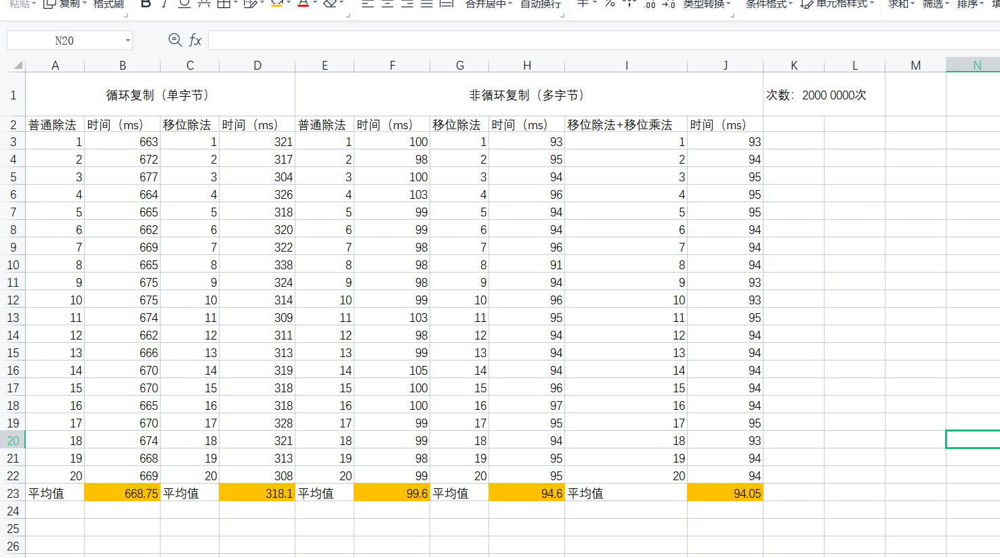 粘贴 复制 格式刷 B I U 合并居中 自动换行 % .00 类型转换 条件格式 单元格样式 求和 筛选 排序
N20 fx
A B C D E F G H I J K L M N
1 循环复制（单字节） 非循环复制（多字节） 次数：2000 0000次
2 普通除法 时间（ms） 移位除法 时间（ms） 普通除法 时间（ms） 移位除法 时间（ms） 移位除法+移位乘法 时间（ms）
3 1 663 1 321 1 100 1 93 1 93
4 2 672 2 317 2 98 2 95 2 94
5 3 677 3 304 3 100 3 94 3 95
6 4 664 4 326 4 103 4 96 4 95
7 5 665 5 318 5 99 5 94 5 95
8 6 662 6 320 6 99 6 94 6 94
9 7 669 7 322 7 98 7 96 7 94
10 8 665 8 338 8 98 8 91 8 94
11 9 675 9 324 9 98 9 94 9 93
12 10 675 10 314 10 99 10 96 10 93
13 11 674 11 309 11 103 11 95 11 95
14 12 662 12 311 12 98 12 94 12 94
15 13 666 13 313 13 99 13 94 13 94
16 14 670 14 319 14 105 14 94 14 94
17 15 670 15 318 15 100 15 96 15 94
18 16 665 16 318 16 100 16 97 16 94
19 17 670 17 328 17 99 17 95 17 95
20 18 674 18 321 18 99 18 94 18 93
21 19 668 19 313 19 98 19 95 19 94
22 20 669 20 308 20 99 20 95 20 94
23 平均值 668.75 平均值 318.1 平均值 99.6 平均值 94.6 平均值 94.05
24
25
26